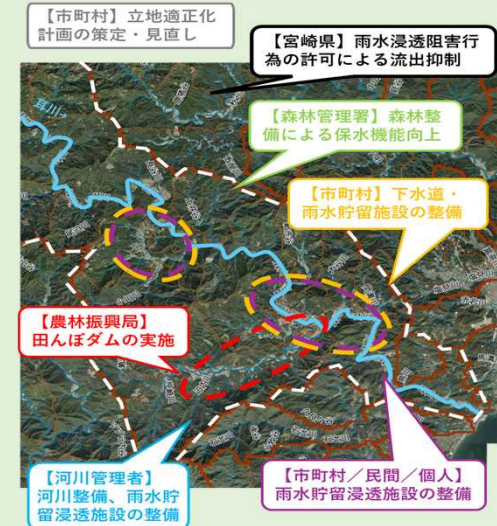 【市町村】立地適正化
計画の策定・見直し
【宮崎県】雨水浸透阻害行
為の許可による流出抑制
【森林管理署】森林整
備による保水機能向上
【市町村】下水道・
雨水貯留施設の整備
【農林振興局】
田んぼダムの実施
【河川管理者】
河川整備、雨水貯
留浸透施設の整備
【市町村／民間／個人】
雨水貯留浸透施設の整備